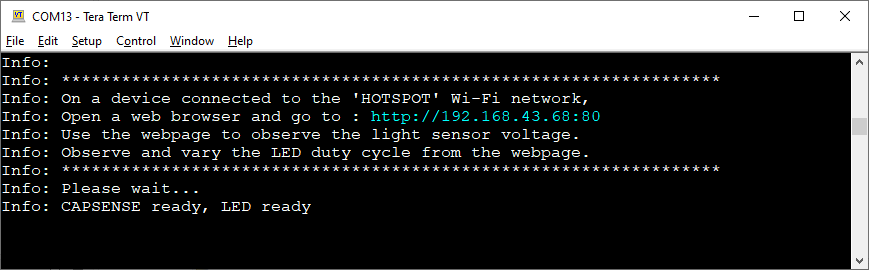 COM13 - Tera Term VT
File Edit Setup Control Window Help
Info:
Info: ******************************************************************
Info: On a device connected to the 'HOTSPOT' Wi-Fi network,
Info: Open a web browser and go to : http://192.168.43.68:80
Info: Use the webpage to observe the light sensor voltage.
Info: Observe and vary the LED duty cycle from the webpage.
Info: ******************************************************************
Info: Please wait...
Info: CAPSENSE ready, LED ready